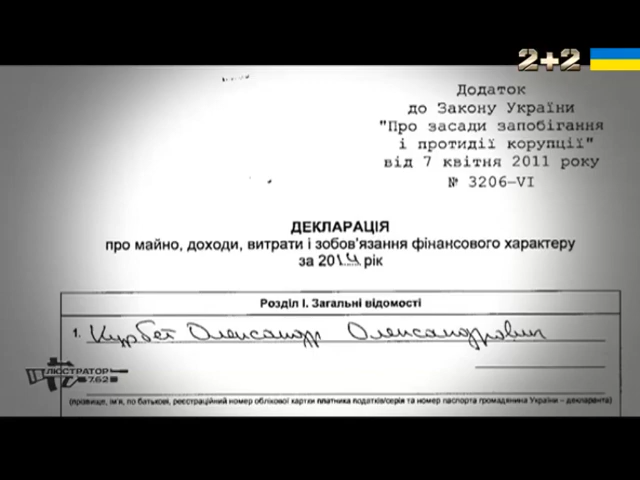 2+2
Додаток
до Закону України
"Про засади запобігання
і протидії корупції"
від 7 квітня 2011 року
№ 3206–VI
ДЕКЛАРАЦІЯ
про майно, доходи, витрати і зобов'язання фінансового характеру
за 2014 рік
Розділ І. Загальні відомості
1. Курбет Олександр Олександрович
ЛЮСТРАТОР
7.62
(прізвище, ім'я, по батькові, реєстраційний номер облікової картки платника податків/серія та номер паспорта громадянина України – декларанта)